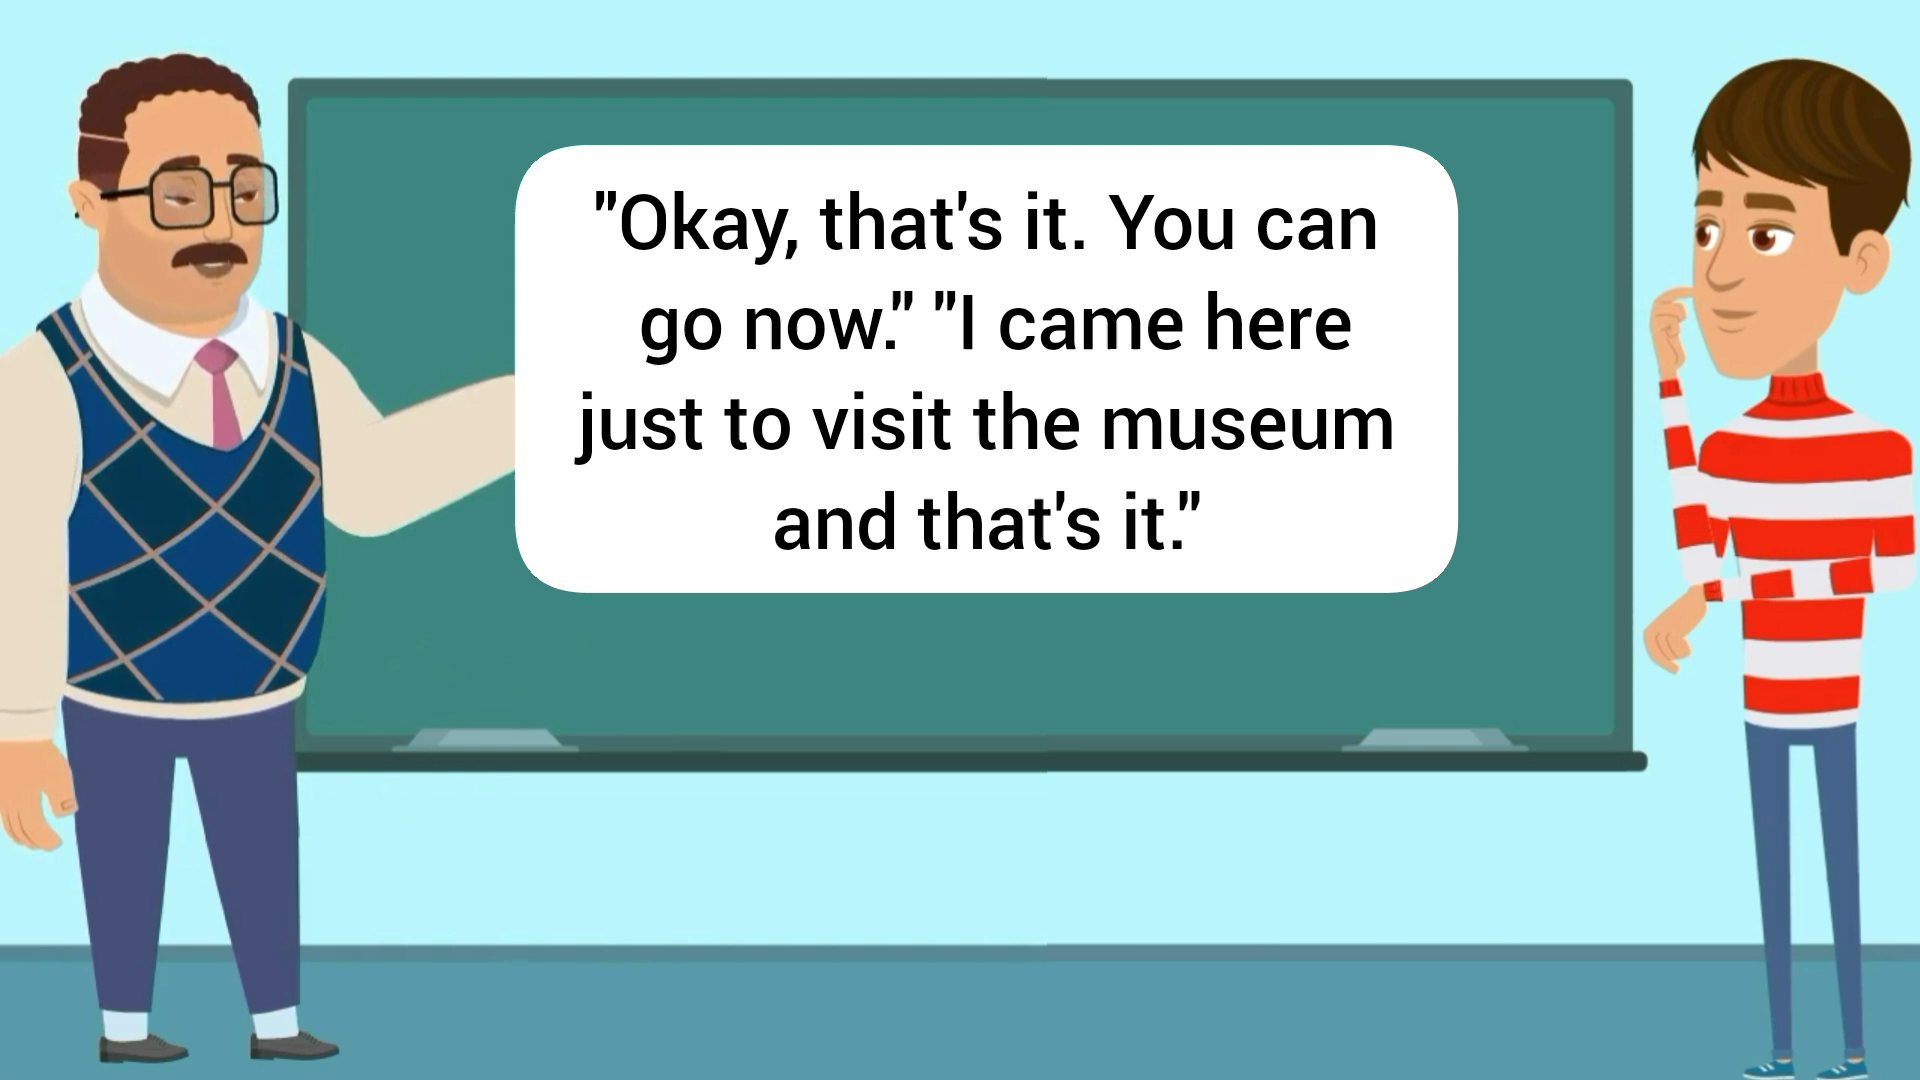 "Okay, that's it. You can
go now." "I came here
just to visit the museum
and that's it."